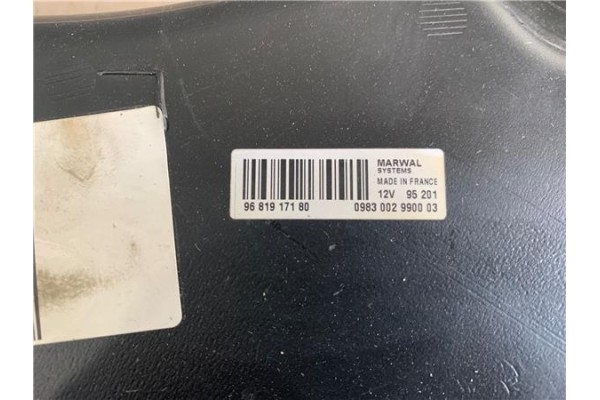 MARWAL
SYSTEMS
MADE IN FRANCE
12V 95 201
96 819 171 80 0983 002 9900 03